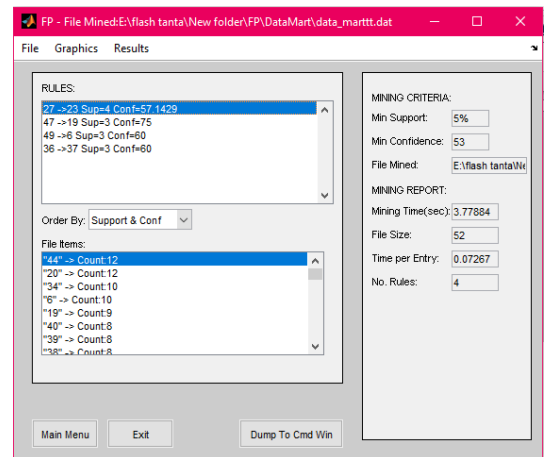 FP - File Mined:E:\flash tanta\New folder\FP\DataMart\data_marttt.dat
File Graphics Results
RULES:
27 ->23 Sup=4 Conf=57.1429
47 ->19 Sup=3 Conf=75
49 ->6 Sup=3 Conf=60
36 ->37 Sup=3 Conf=60
Order By: Support & Conf
File Items:
"44" -> Count:12
"20" -> Count:12
"34" -> Count:10
"6" -> Count:10
"19" -> Count:9
"40" -> Count:8
"39" -> Count:8
"38" -> Count:8
Main Menu Exit Dump To Cmd Win
MINING CRITERIA:
Min Support: 5%
Min Confidence: 53
File Mined: E:\flash tanta\Ne
MINING REPORT:
Mining Time(sec): 3.77884
File Size: 52
Time per Entry: 0.07267
No. Rules: 4